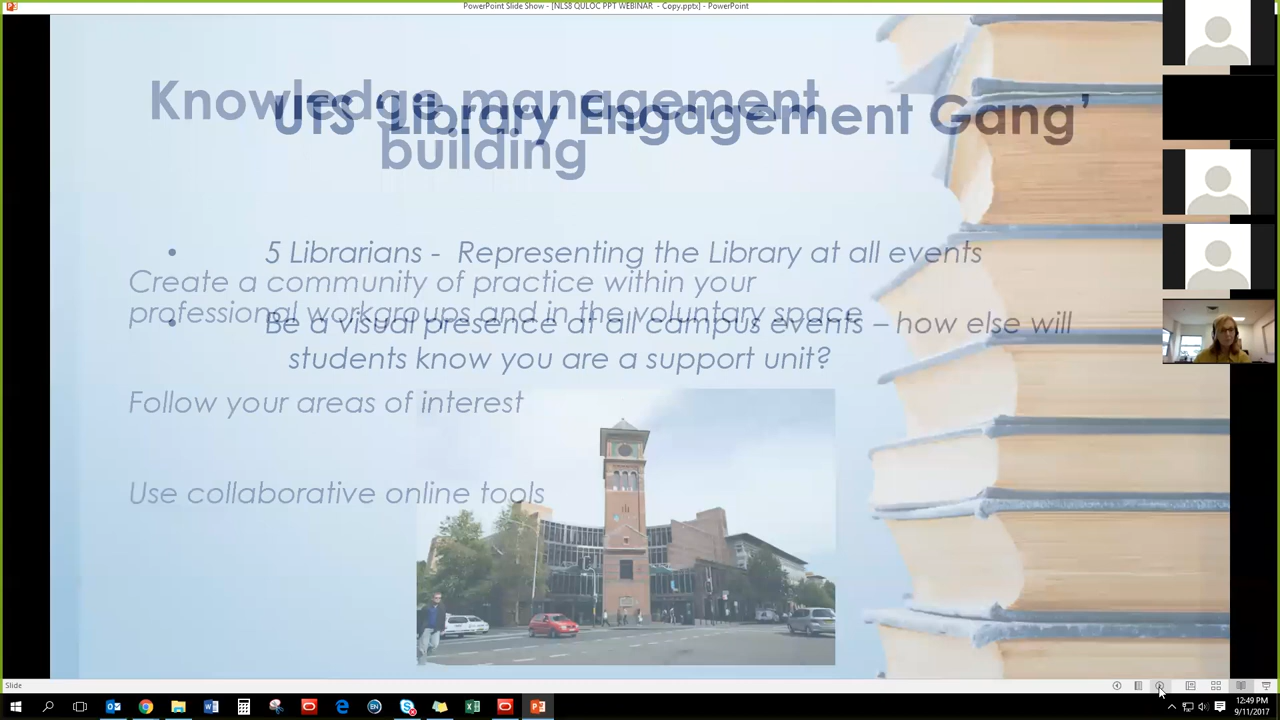 PowerPoint Slide Show - [NLS8 QULOC PPT WEBINAR - Copy.pptx] - PowerPoint
Knowledge management
building
UTS 'Library Engagement Gang'
• 5 Librarians - Representing the Library at all events
Create a community of practice within your
professional workgroups and in the voluntary space
• Be a visual presence at all campus events – how else will
students know you are a support unit?
Follow your areas of interest
Use collaborative online tools
Slide
12:49 PM
9/11/2017